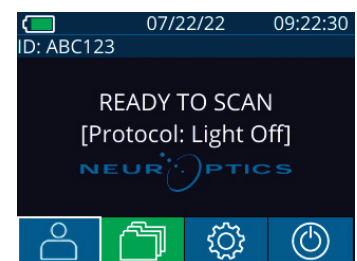 07/22/22 09:22:30
ID: ABC123
READY TO SCAN
[Protocol: Light Off]
NEUROPTICS